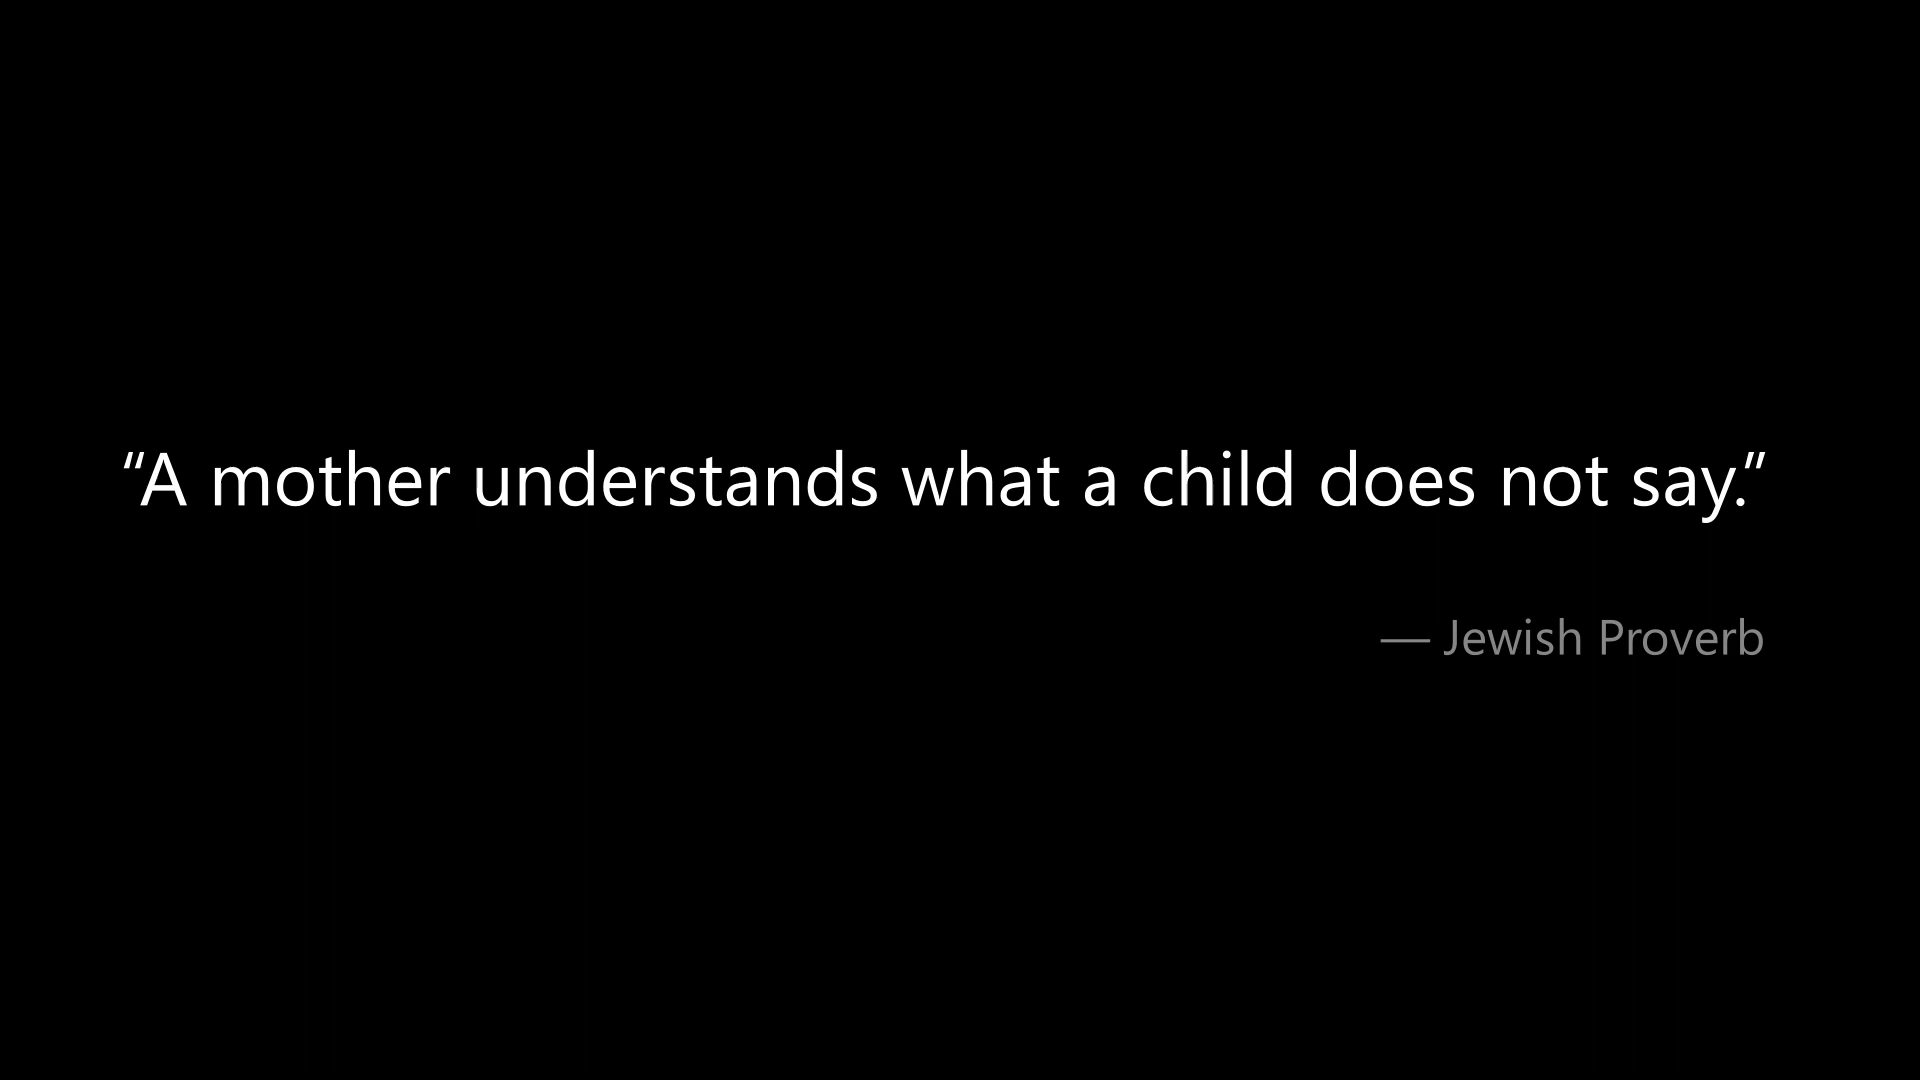 “A mother understands what a child does not say.”
— Jewish Proverb